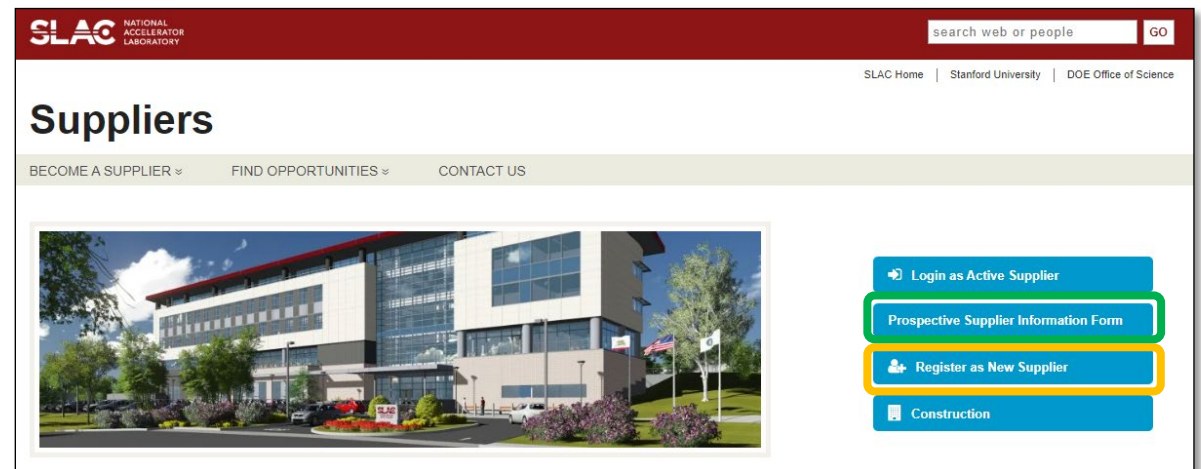 SLAC NATIONAL
ACCELERATOR
LABORATORY
search web or people GO
SLAC Home | Stanford University | DOE Office of Science
Suppliers
BECOME A SUPPLIER FIND OPPORTUNITIES CONTACT US
Login as Active Supplier
Prospective Supplier Information Form
Register as New Supplier
SLAC
Construction